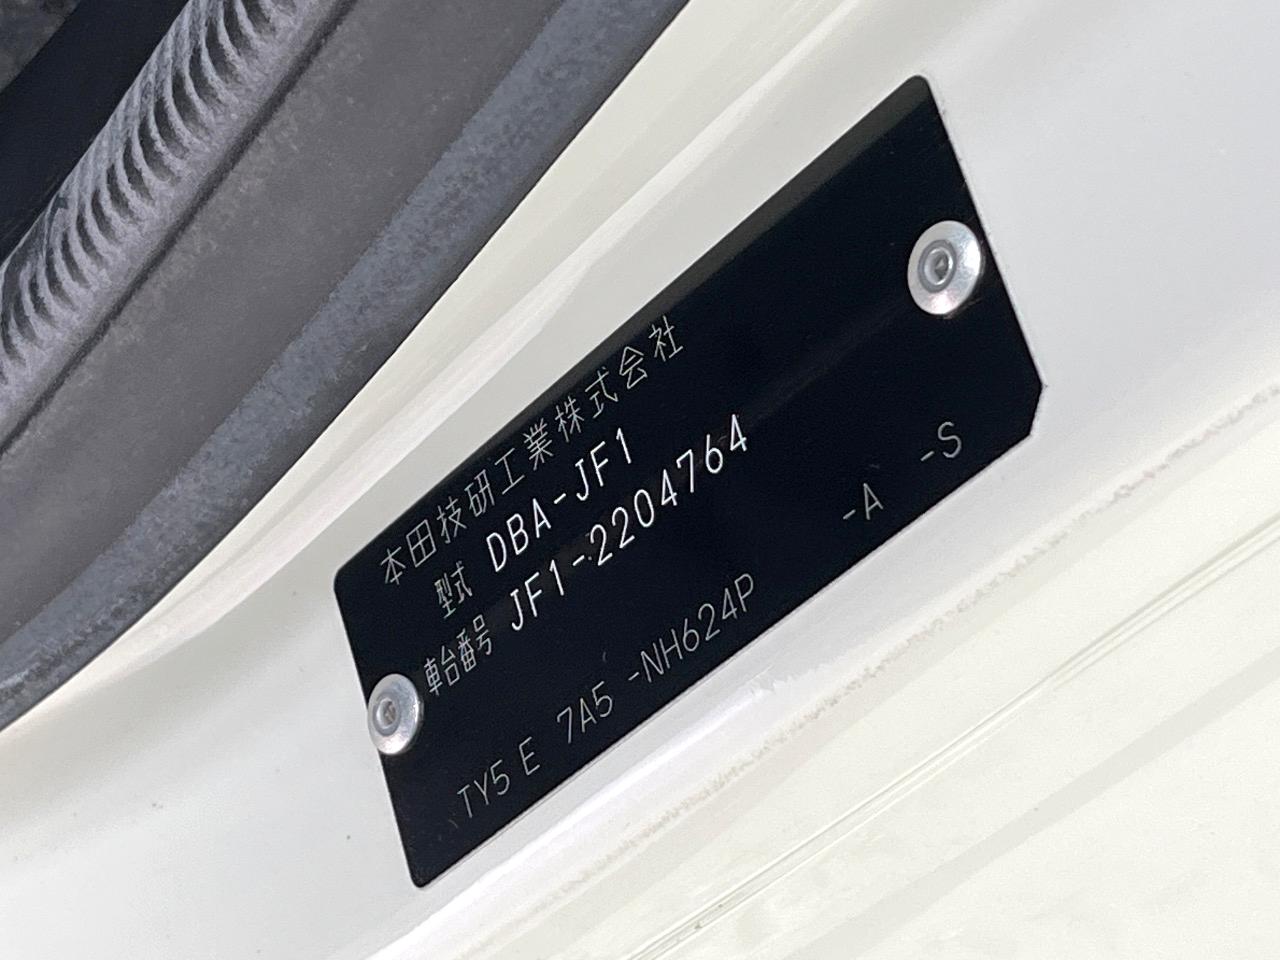 本田技研工業株式会社
型式 DBA-JF1
車台番号 JF1-2204764
TY5 E 7A5 -NH624P -A -S